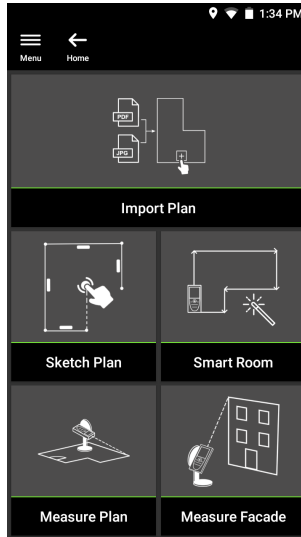 1:34 PM
Menu Home
PDF
JPG
Import Plan
Sketch Plan Smart Room
Measure Plan Measure Facade